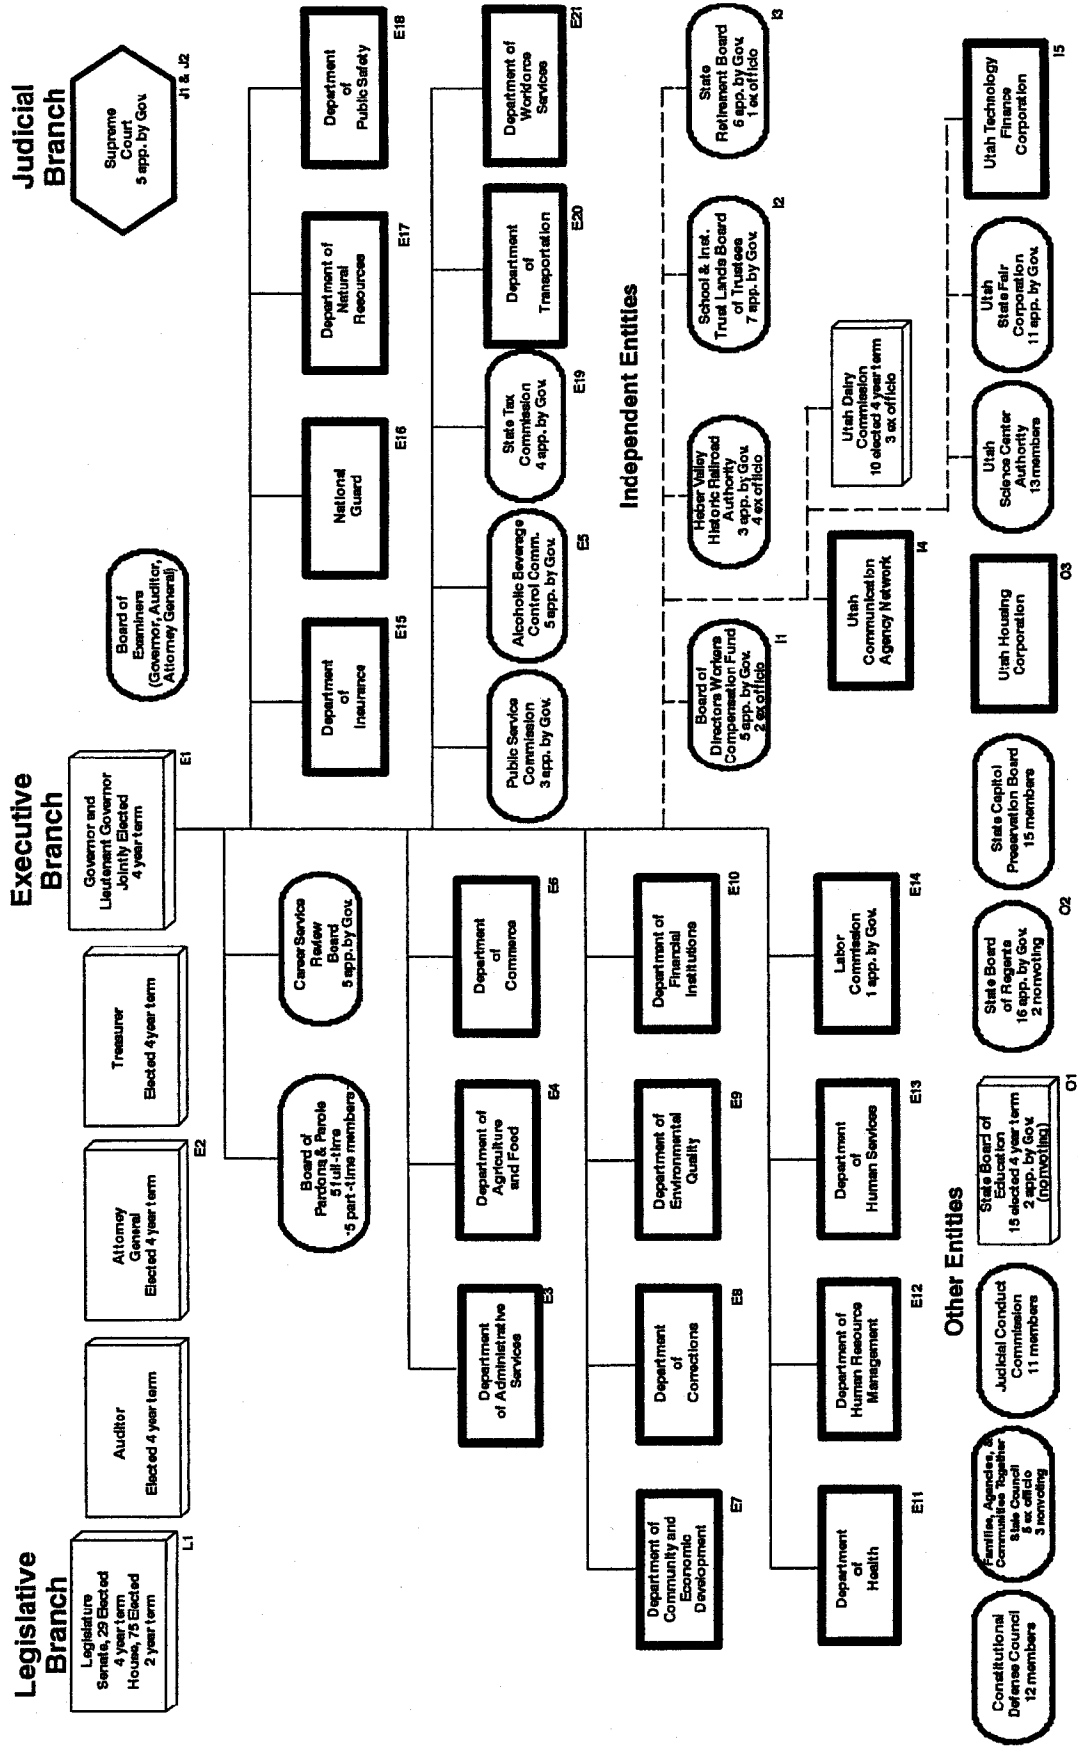 Legislative
Branch
Executive
Branch
Judicial
Branch
Legislature
Senate, 29 Elected
4 year term
House, 75 Elected
2 year term
L1
Auditor
Elected 4 year term
Attorney
General
Elected 4 year term
E2
Treasurer
Elected 4 year term
Governor and
Lieutenant Governor
Jointly Elected
4 year term
E1
Board of
Examiners
(Governor, Auditor,
Attorney General)
Supreme
Court
5 app. by Gov.
J1 & J2
Board of
Pardons & Parole
5 full-time
-5 part-time members-
Career Service
Review
Board
5 app. by Gov.
Department
of
Insurance
E15
National
Guard
E16
Department of
Natural
Resources
E17
Department
of
Public Safety
E18
Department
of Administrative
Services
E3
Department of
Agriculture
and Food
E4
Department
of
Commerce
E6
Public Service
Commission
3 app. by Gov.
Alcoholic Beverage
Control Comm.
5 app. by Gov.
E5
State Tax
Commission
4 app. by Gov.
E19
Department
of
Transportation
E20
Department of
Workforce
Services
E21
Department of
Community and
Economic
Development
E7
Department
of
Corrections
E8
Department of
Environmental
Quality
E9
Department of
Financial
Institutions
E10
Independent Entities
Board of
Directors Workers
Compensation Fund
5 app. by Gov.
2 ex officio
I1
Heber Valley
Historic Railroad
Authority
3 app. by Gov.
4 ex officio
School & Inst.
Trust Lands Board
of Trustees
7 app. by Gov.
I2
State
Retirement Board
6 app. by Gov.
1 ex officio
I3
Department
of
Health
E11
Department of
Human Resource
Management
E12
Department
of
Human Services
E13
Labor
Commission
1 app. by Gov.
E14
Utah
Communication
Agency Network
I4
Utah Dairy
Commission
10 elected 4 year term
3 ex officio
Other Entities
Constitutional
Defense Council
12 members
Families, Agencies, &
Communities Together
State Council
5 ex officio
3 nonvoting
Judicial Conduct
Commission
11 members
State Board of
Education
15 elected 4 year term
2 app. by Gov.
(nonvoting)
O1
State Board
of Regents
16 app. by Gov.
2 nonvoting
O2
State Capitol
Preservation Board
15 members
Utah Housing
Corporation
O3
Utah
Science Center
Authority
13 members
Utah
State Fair
Corporation
11 app. by Gov.
Utah Technology
Finance
Corporation
I5